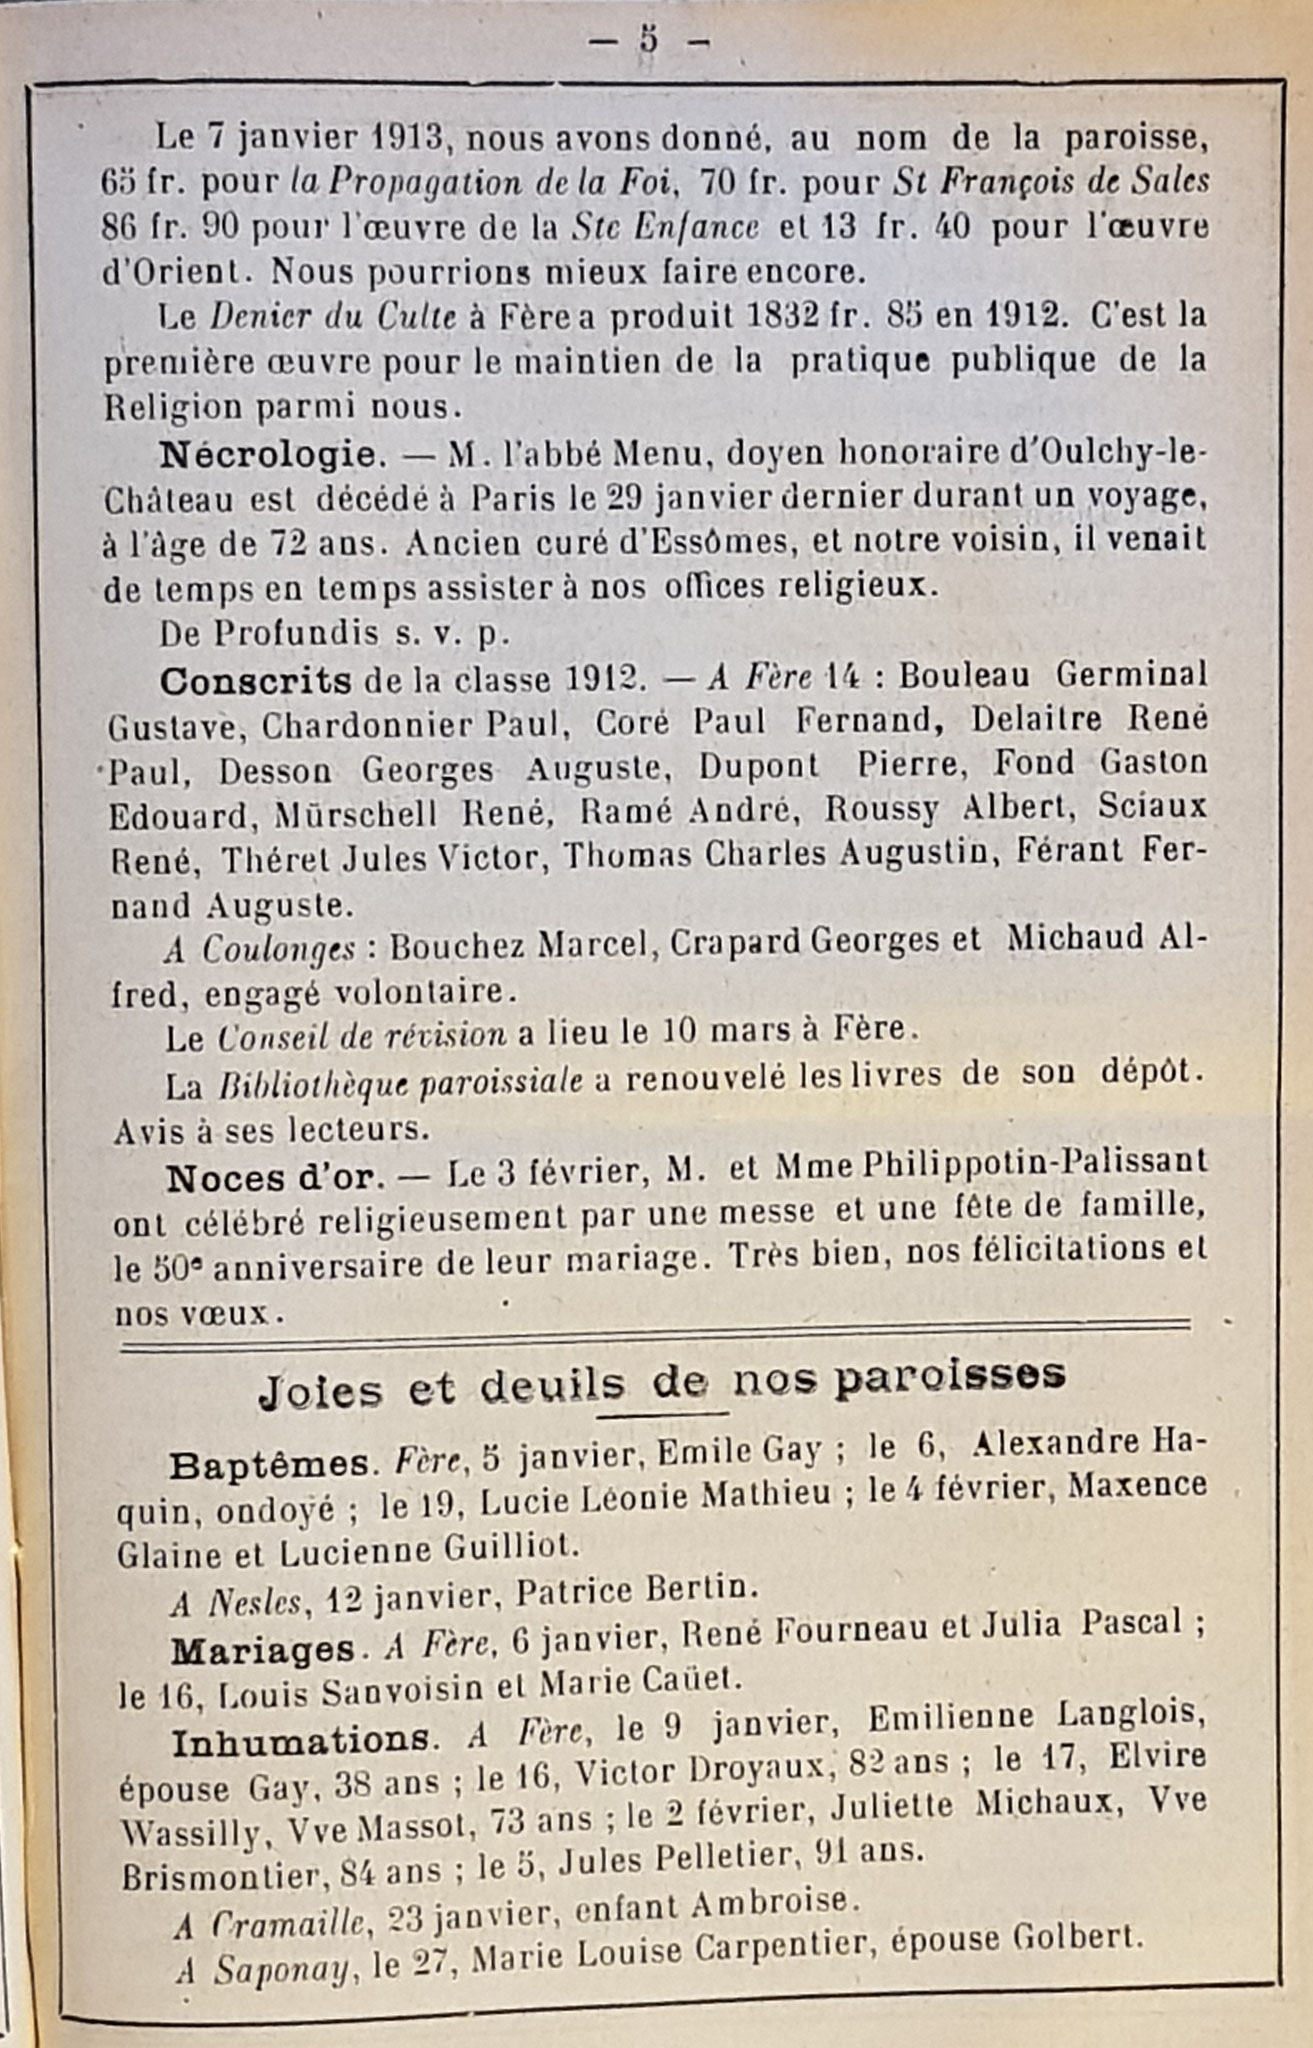 — 5 –
Le 7 janvier 1913, nous avons donné, au nom de la paroisse,
65 fr. pour la Propagation de la Foi, 70 fr. pour St François de Sales
86 fr. 90 pour l'œuvre de la Ste Enfance et 13 fr. 40 pour l'œuvre
d'Orient. Nous pourrions mieux faire encore.
Le Denier du Culte à Fère a produit 1832 fr. 85 en 1912. C'est la
première œuvre pour le maintien de la pratique publique de la
Religion parmi nous.
Nécrologie. — M. l'abbé Menu, doyen honoraire d'Oulchy-le-
Château est décédé à Paris le 29 janvier dernier durant un voyage,
à l'âge de 72 ans. Ancien curé d'Essômes, et notre voisin, il venait
de temps en temps assister à nos offices religieux.
De Profundis s. v. p.
Conscrits de la classe 1912. — A Fère 14 : Bouleau Germinal
Gustave, Chardonnier Paul, Coré Paul Fernand, Delaitre René
Paul, Desson Georges Auguste, Dupont Pierre, Fond Gaston
Edouard, Mürschell René, Ramé André, Roussy Albert, Sciaux
René, Théret Jules Victor, Thomas Charles Augustin, Férant Fer-
nand Auguste.
A Coulonges : Bouchez Marcel, Crapard Georges et Michaud Al-
fred, engagé volontaire.
Le Conseil de révision a lieu le 10 mars à Fère.
La Bibliothèque paroissiale a renouvelé les livres de son dépôt.
Avis à ses lecteurs.
Noces d'or. — Le 3 février, M. et Mme Philippotin-Palissant
ont célébré religieusement par une messe et une fête de famille,
le 50e anniversaire de leur mariage. Très bien, nos félicitations et
nos vœux.
Joies et deuils de nos paroisses
Baptêmes. Fère, 5 janvier, Emile Gay ; le 6, Alexandre Ha-
quin, ondoyé ; le 19, Lucie Léonie Mathieu ; le 4 février, Maxence
Glaine et Lucienne Guilliot.
A Nesles, 12 janvier, Patrice Bertin.
Mariages. A Fère, 6 janvier, René Fourneau et Julia Pascal ;
le 16, Louis Sanvoisin et Marie Caüet.
Inhumations. A Fère, le 9 janvier, Emilienne Langlois,
épouse Gay, 38 ans ; le 16, Victor Droyaux, 82 ans ; le 17, Elvire
Wassilly, Vve Massot, 73 ans ; le 2 février, Juliette Michaux, Vve
Brismontier, 84 ans ; le 5, Jules Pelletier, 91 ans.
A Cramaille, 23 janvier, enfant Ambroise.
A Saponay, le 27, Marie Louise Carpentier, épouse Golbert.